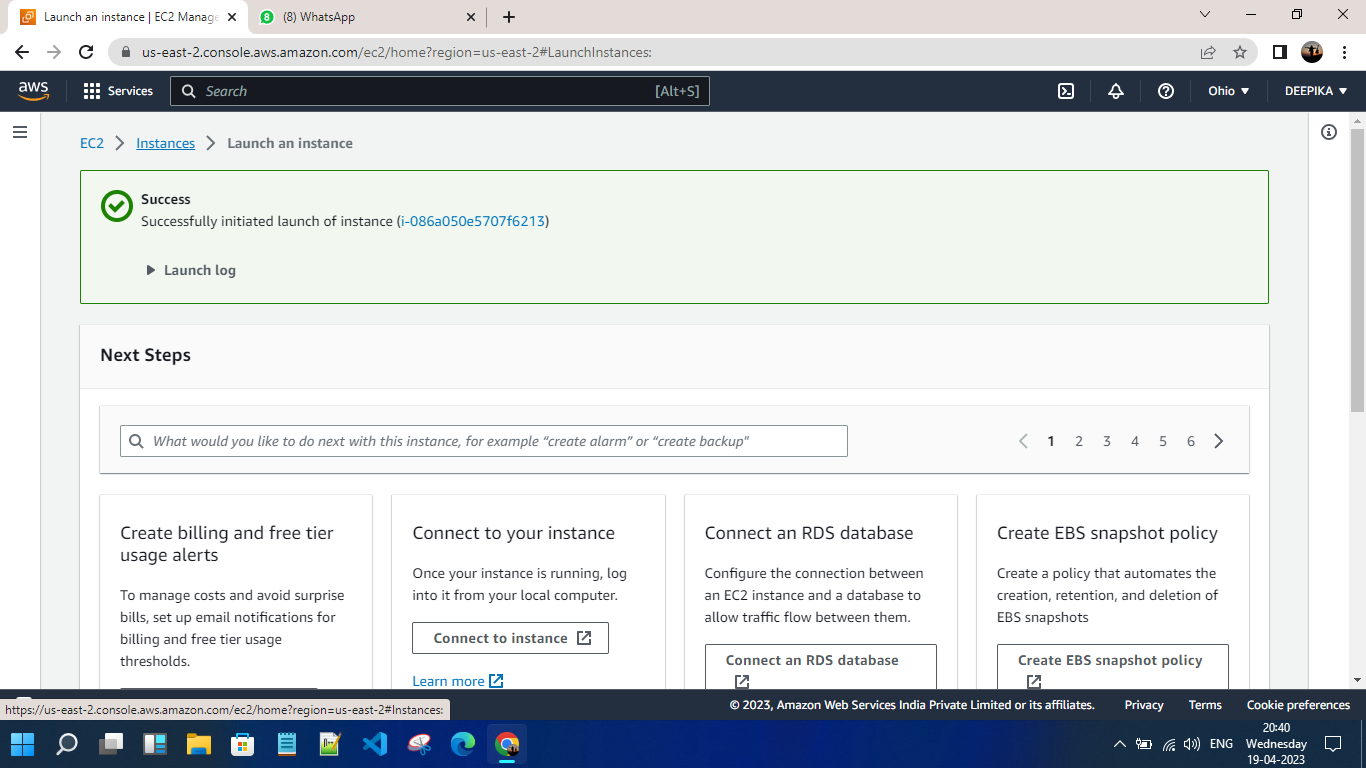 Launch an instance | EC2 Manage
(8) WhatsApp
us-east-2.console.aws.amazon.com/ec2/home?region=us-east-2#LaunchInstances:
aws
Services
Search
[Alt+S]
Ohio
DEEPIKA
EC2
Instances
Launch an instance
Success
Successfully initiated launch of instance (i-086a050e5707f6213)
Launch log
Next Steps
What would you like to do next with this instance, for example “create alarm” or “create backup"
1 2 3 4 5 6
Create billing and free tier
usage alerts
To manage costs and avoid surprise
bills, set up email notifications for
billing and free tier usage
thresholds.
Connect to your instance
Once your instance is running, log
into it from your local computer.
Connect to instance
Learn more
Connect an RDS database
Configure the connection between
an EC2 instance and a database to
allow traffic flow between them.
Connect an RDS database
Create EBS snapshot policy
Create a policy that automates the
creation, retention, and deletion of
EBS snapshots
Create EBS snapshot policy
https://us-east-2.console.aws.amazon.com/ec2/home?region=us-east-2#Instances:
© 2023, Amazon Web Services India Private Limited or its affiliates.
Privacy
Terms
Cookie preferences
ENG
20:40
Wednesday
19-04-2023